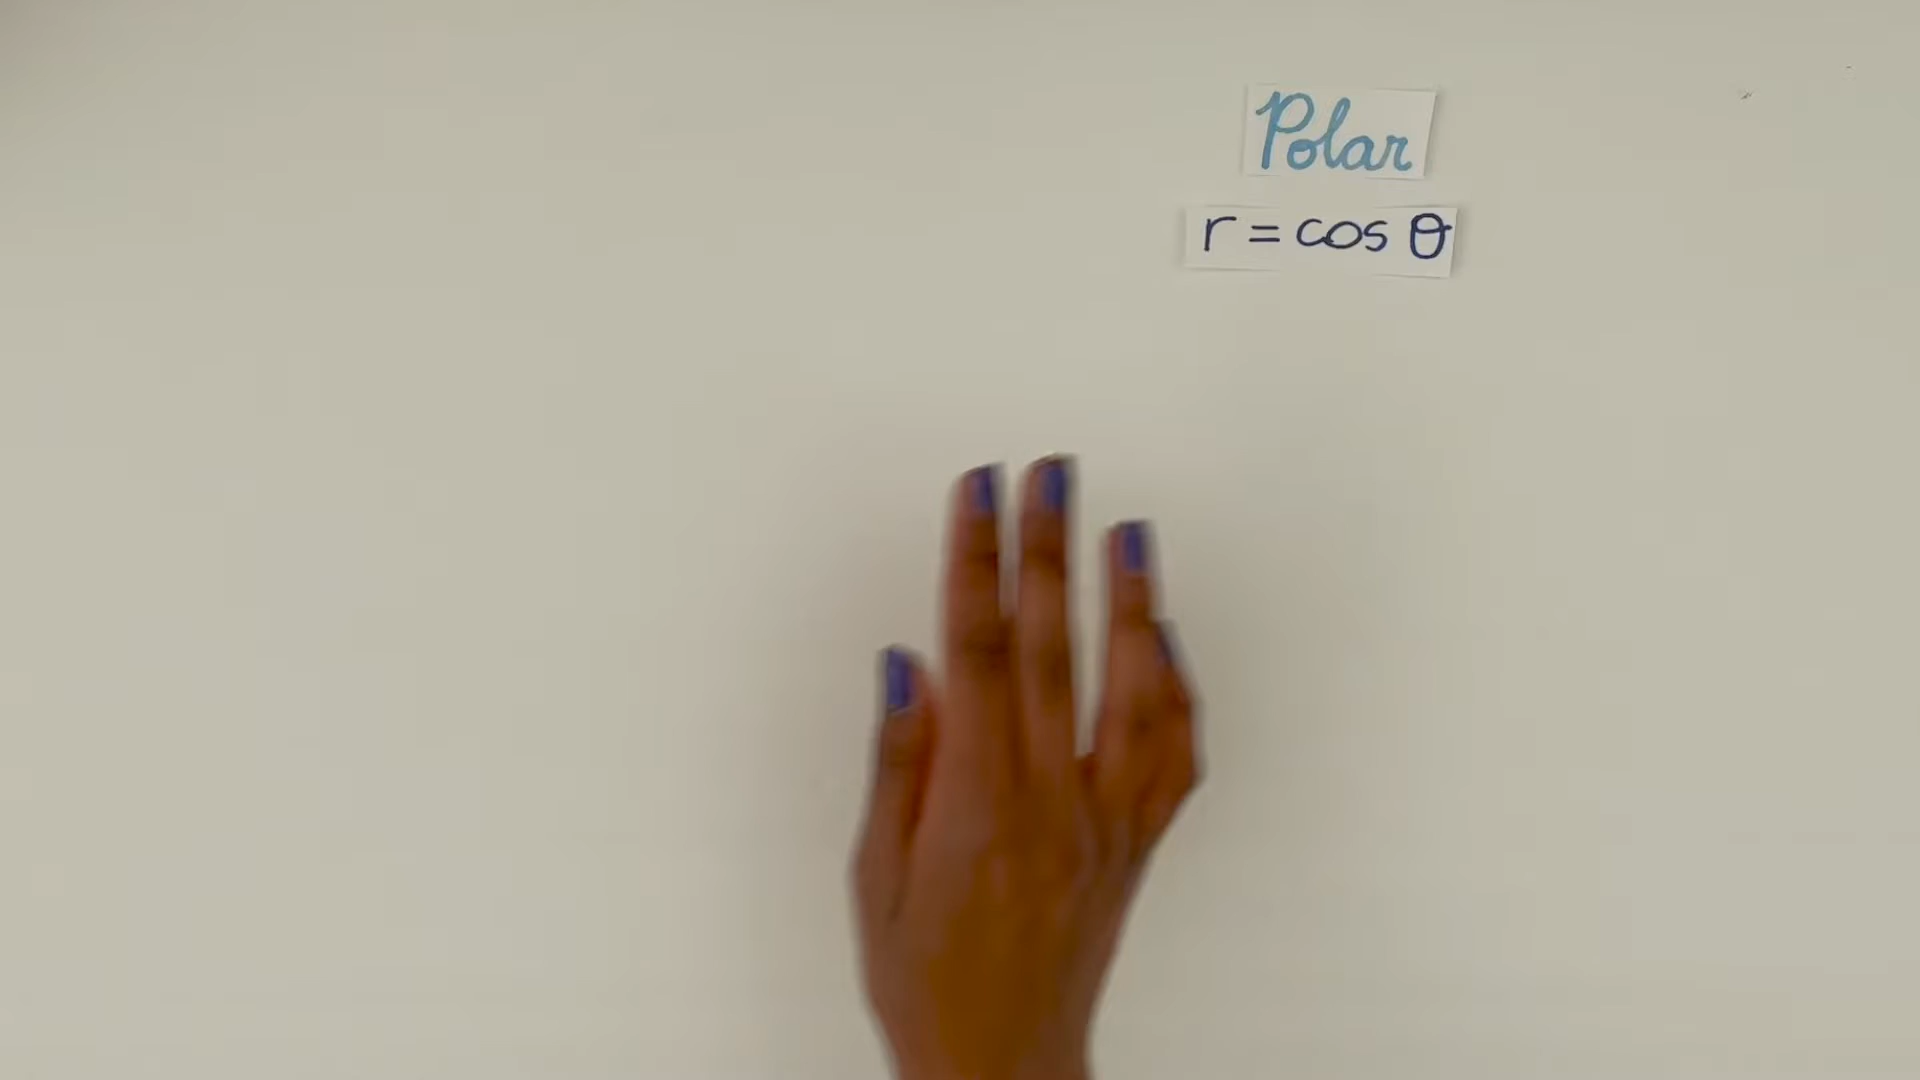 Polar
r = cos θ